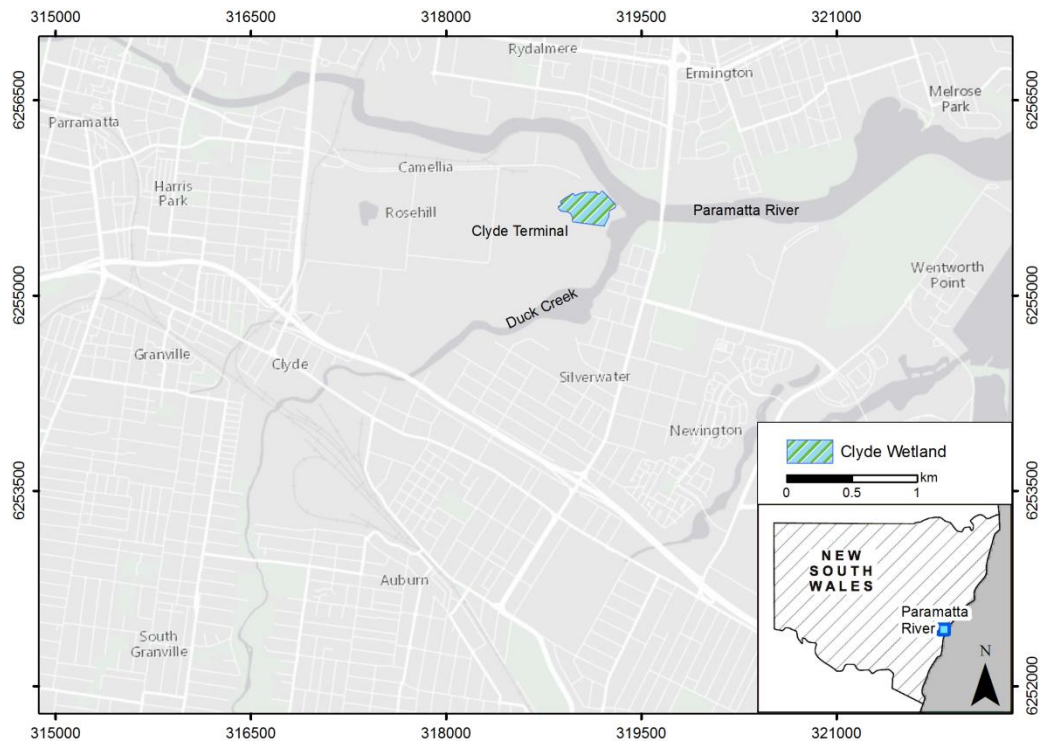 315000
316500
318000
319500
321000
Rydalmere
Ermington
6256500
6256500
Melrose
Park
Parramatta
Camellia
Harris
Park
Rosehill
Paramatta River
Clyde Terminal
Wentworth
Point
6255000
6255000
Duck Creek
Granville
Clyde
Silverwater
Newington
Clyde Wetland
km
0
0.5
1
6253500
6253500
NEW
SOUTH
WALES
Auburn
Paramatta
River
South
Granville
N
6252000
6252000
315000
316500
318000
319500
321000